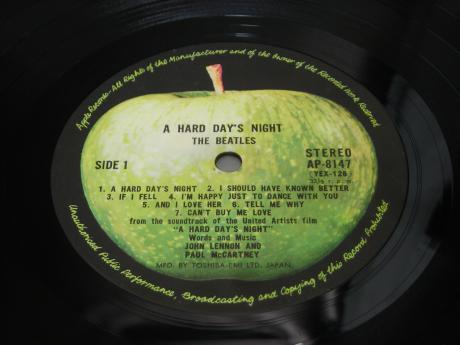 Apple Records - All Rights of the Manufacturer and of the Owner of the Recorded Work Reserved
A HARD DAY'S NIGHT
THE BEATLES
SIDE 1
STEREO
AP-8147
(YEX-126)
33⅓ r.p.m.
1. A HARD DAY'S NIGHT 2. I SHOULD HAVE KNOWN BETTER
3. IF I FELL 4. I'M HAPPY JUST TO DANCE WITH YOU
5. AND I LOVE HER 6. TELL ME WHY
7. CAN'T BUY ME LOVE
from the soundtrack of the United Artists film
"A HARD DAY'S NIGHT"
Words and Music
JOHN LENNON AND
PAUL McCARTNEY
MFD. BY TOSHIBA-EMI LTD. JAPAN.
Unauthorised Public Performance, Broadcasting and Copying of this Record Prohibited